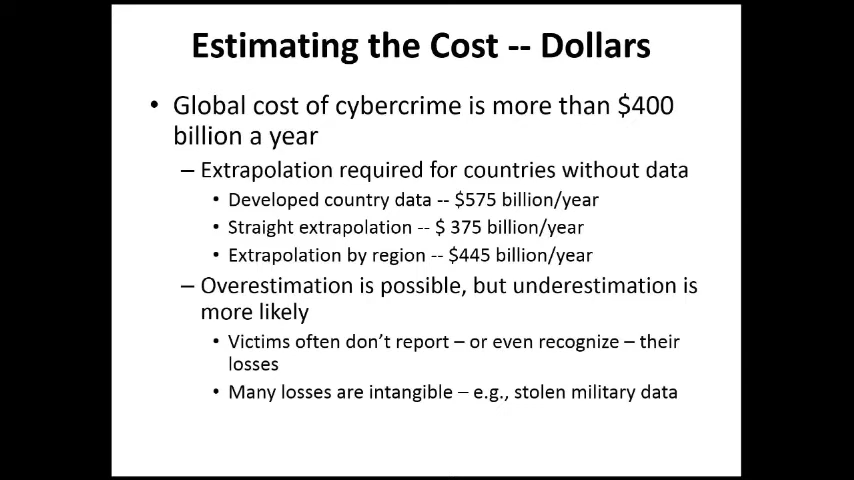 Estimating the Cost -- Dollars
• Global cost of cybercrime is more than $400
billion a year
– Extrapolation required for countries without data
• Developed country data -- $575 billion/year
• Straight extrapolation -- $ 375 billion/year
• Extrapolation by region -- $445 billion/year
– Overestimation is possible, but underestimation is
more likely
• Victims often don’t report – or even recognize – their
losses
• Many losses are intangible – e.g., stolen military data